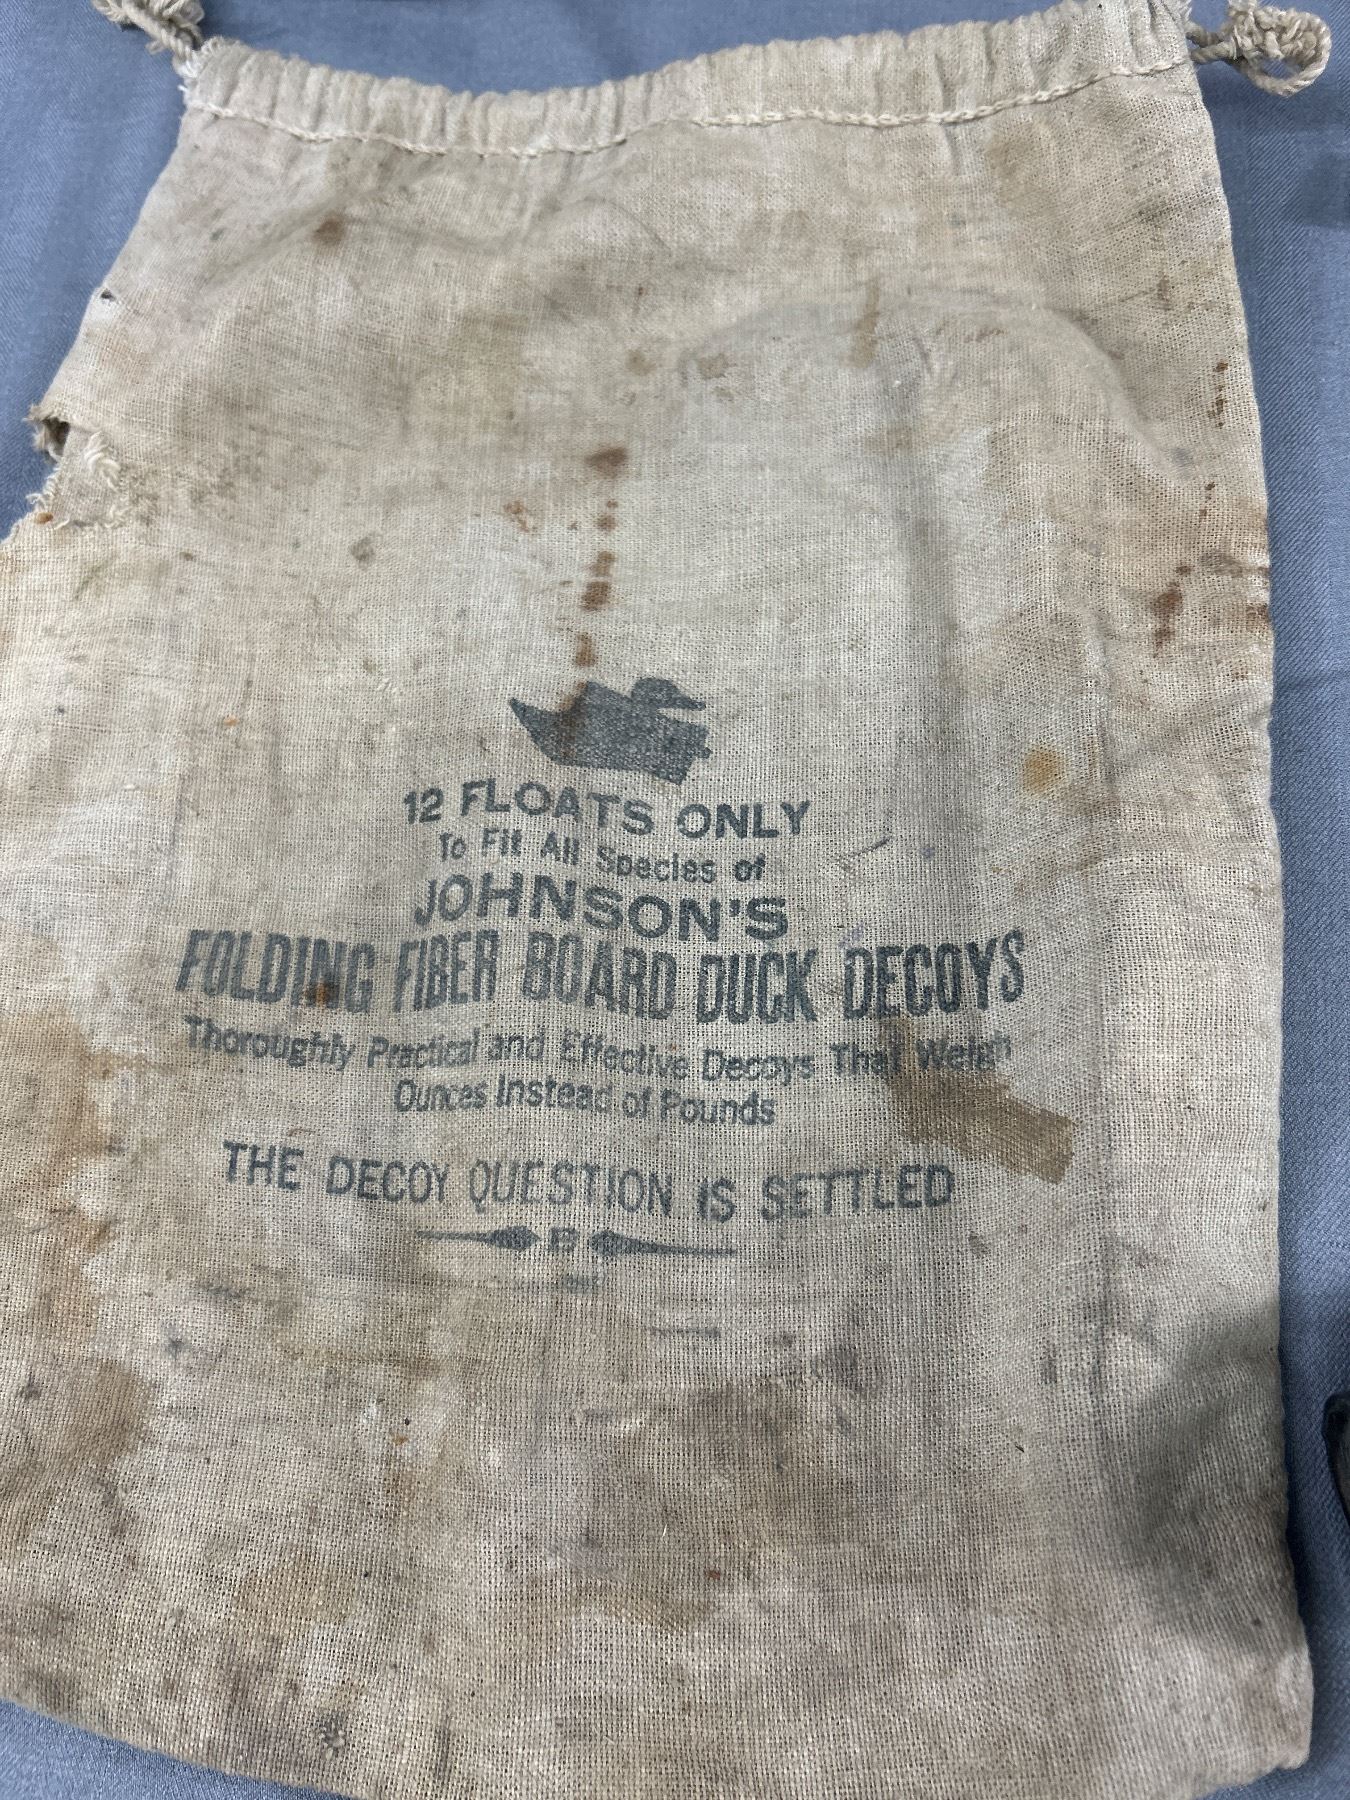 12 FLOATS ONLY
To Fit All Species of
JOHNSON'S
FOLDING FIBER BOARD DUCK DECOYS
Thoroughly Practical and Effective Decoys That Weigh
Ounces Instead of Pounds
THE DECOY QUESTION IS SETTLED
B